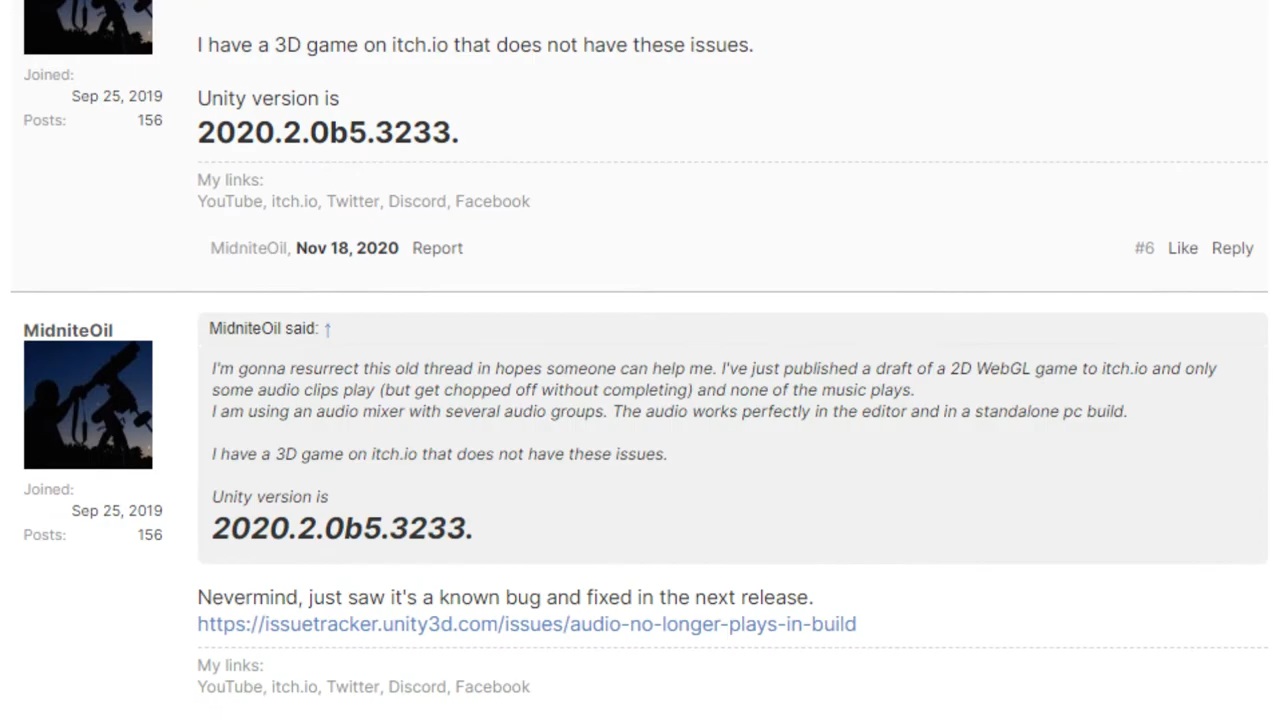 I have a 3D game on itch.io that does not have these issues.
Joined:
Sep 25, 2019
Posts: 156
Unity version is
2020.2.0b5.3233.
My links:
YouTube, itch.io, Twitter, Discord, Facebook
MidniteOil, Nov 18, 2020 Report #6 Like Reply
MidniteOil
Joined:
Sep 25, 2019
Posts: 156
MidniteOil said: ↑
I'm gonna resurrect this old thread in hopes someone can help me. I've just published a draft of a 2D WebGL game to itch.io and only
some audio clips play (but get chopped off without completing) and none of the music plays.
I am using an audio mixer with several audio groups. The audio works perfectly in the editor and in a standalone pc build.
I have a 3D game on itch.io that does not have these issues.
Unity version is
2020.2.0b5.3233.
Nevermind, just saw it's a known bug and fixed in the next release.
https://issuetracker.unity3d.com/issues/audio-no-longer-plays-in-build
My links:
YouTube, itch.io, Twitter, Discord, Facebook